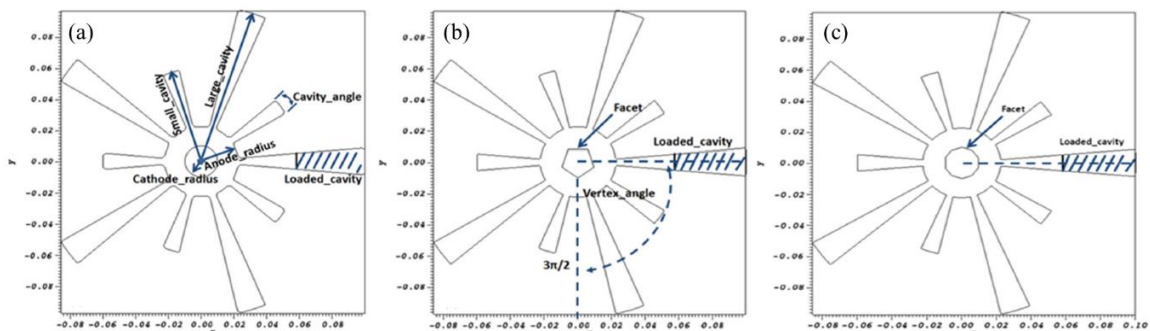 (a)
Small_cavity
Large_cavity
Cavity_angle
Anode_radius
Cathode_radius
Loaded_cavity
y
0.08
0.06
0.04
0.02
0.00
-0.02
-0.04
-0.06
-0.08
-0.08 -0.06 -0.04 -0.02 0.00 0.02 0.04 0.06 0.08
(b)
Facet
Loaded_cavity
Vertex_angle
3π/2
y
0.08
0.06
0.04
0.02
0.00
-0.02
-0.04
-0.06
-0.08
-0.08 -0.06 -0.04 -0.02 0.00 0.02 0.04 0.06 0.08
(c)
Facet
Loaded_cavity
y
0.08
0.06
0.04
0.02
0.00
-0.02
-0.04
-0.06
-0.08
-0.08 -0.06 -0.04 -0.02 0.00 0.02 0.04 0.06 0.08 0.10